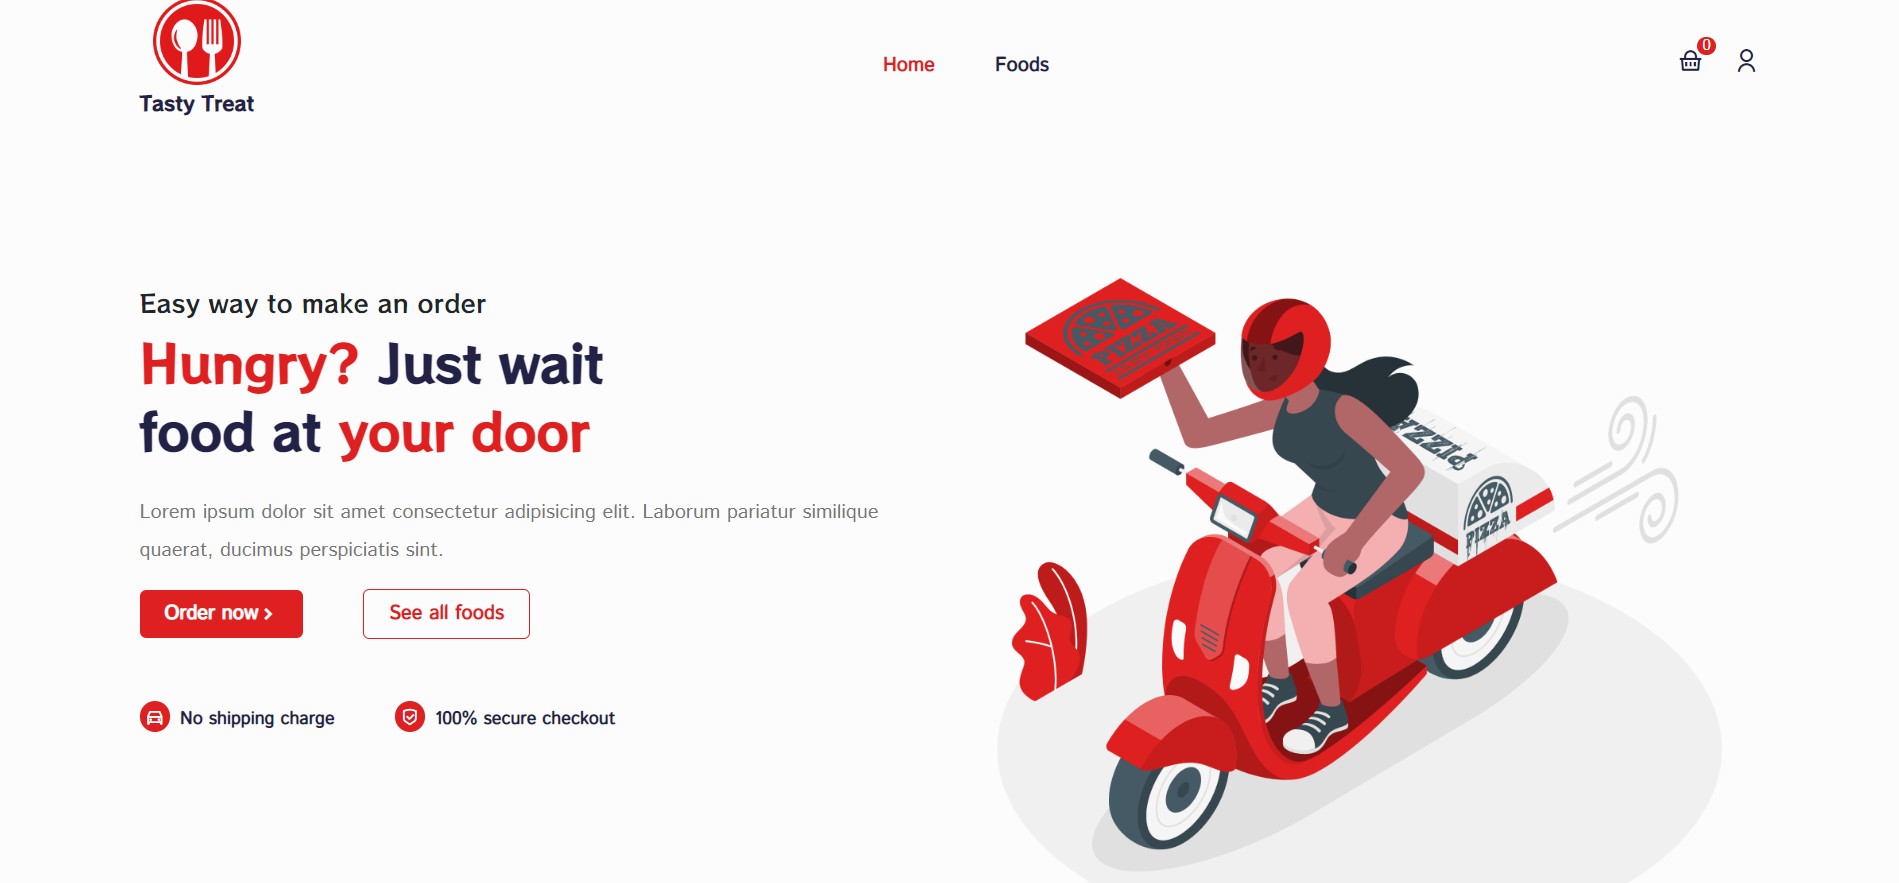 Tasty Treat
Home
Foods
0
Easy way to make an order
Hungry? Just wait
food at your door
Lorem ipsum dolor sit amet consectetur adipisicing elit. Laborum pariatur similique
quaerat, ducimus perspiciatis sint.
Order now >
See all foods
No shipping charge
100% secure checkout
PIZZA
PIZZA
PIZZA